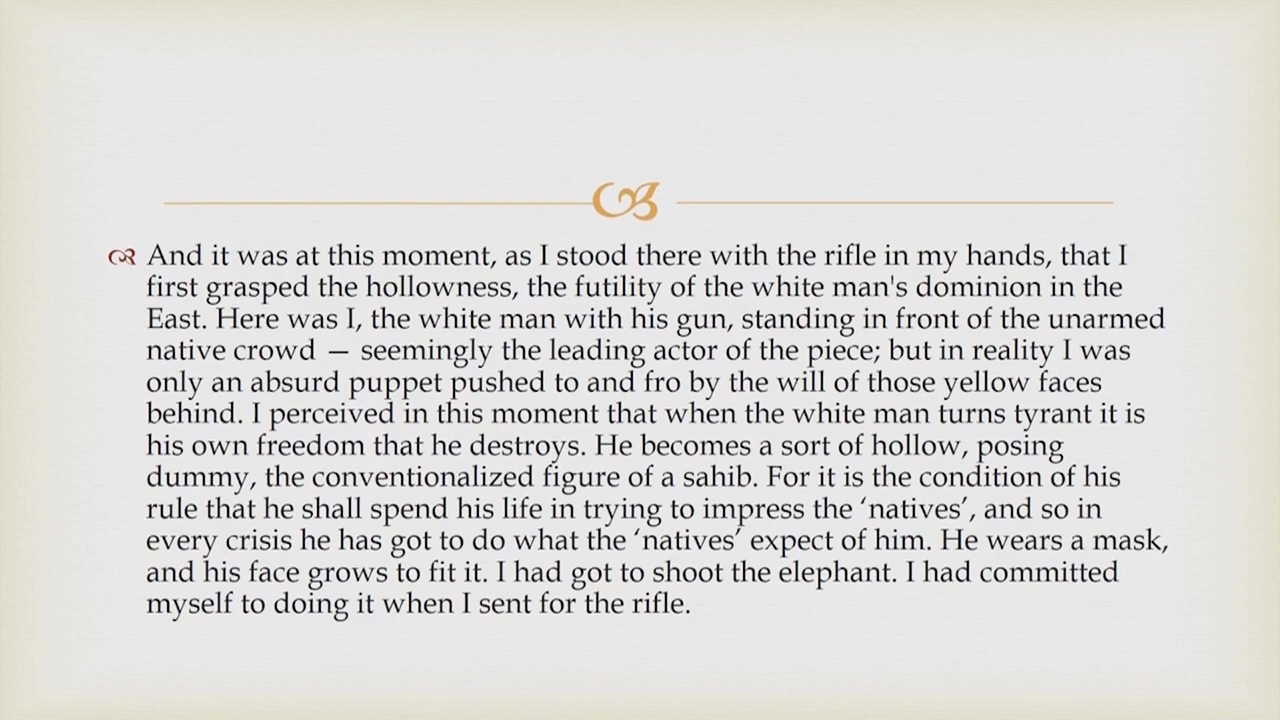 And it was at this moment, as I stood there with the rifle in my hands, that I
first grasped the hollowness, the futility of the white man's dominion in the
East. Here was I, the white man with his gun, standing in front of the unarmed
native crowd — seemingly the leading actor of the piece; but in reality I was
only an absurd puppet pushed to and fro by the will of those yellow faces
behind. I perceived in this moment that when the white man turns tyrant it is
his own freedom that he destroys. He becomes a sort of hollow, posing
dummy, the conventionalized figure of a sahib. For it is the condition of his
rule that he shall spend his life in trying to impress the ‘natives’, and so in
every crisis he has got to do what the ‘natives’ expect of him. He wears a mask,
and his face grows to fit it. I had got to shoot the elephant. I had committed
myself to doing it when I sent for the rifle.